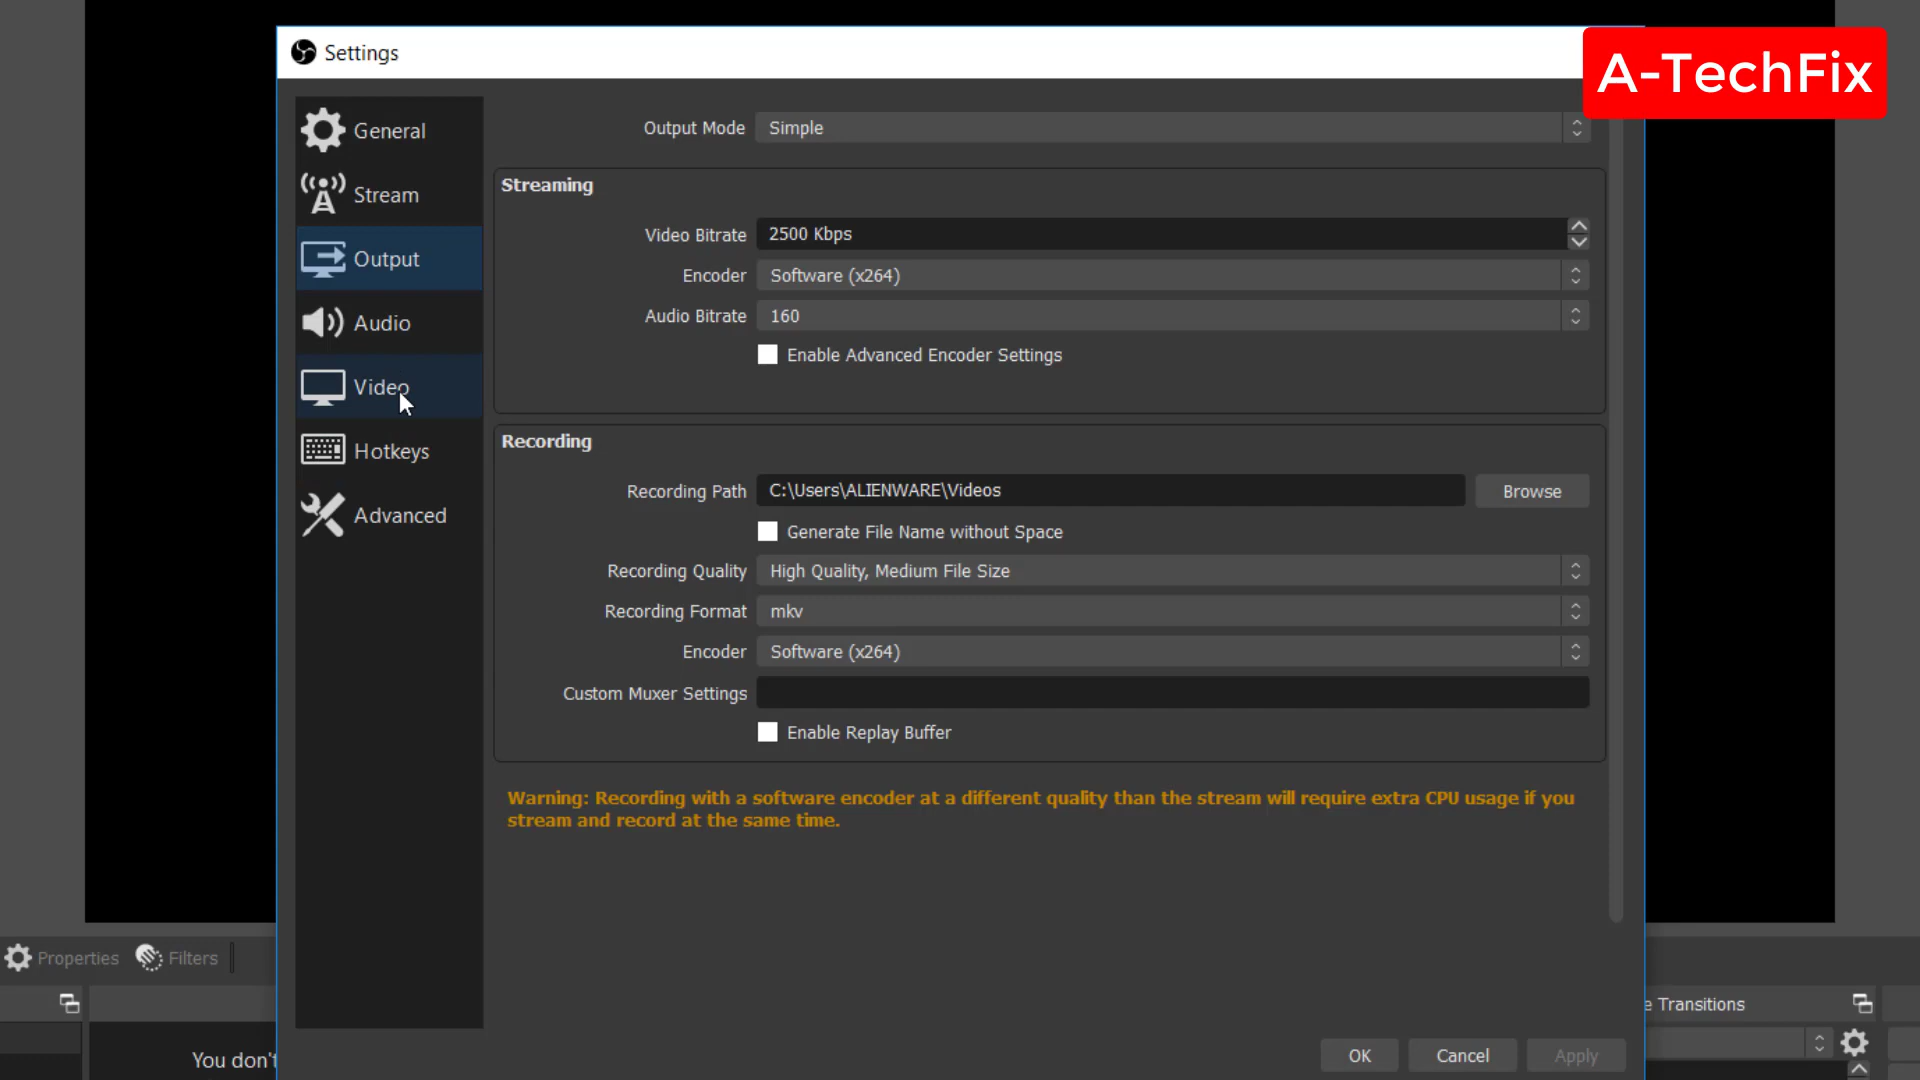 Settings
A-TechFix
General
Stream
Output
Audio
Video
Hotkeys
Advanced
Output Mode Simple
Streaming
Video Bitrate 2500 Kbps
Encoder Software (x264)
Audio Bitrate 160
Enable Advanced Encoder Settings
Recording
Recording Path C:\Users\ALIENWARE\Videos Browse
Generate File Name without Space
Recording Quality High Quality, Medium File Size
Recording Format mkv
Encoder Software (x264)
Custom Muxer Settings
Enable Replay Buffer
Warning: Recording with a software encoder at a different quality than the stream will require extra CPU usage if you
stream and record at the same time.
Properties Filters
e Transitions
You don't
OK Cancel Apply